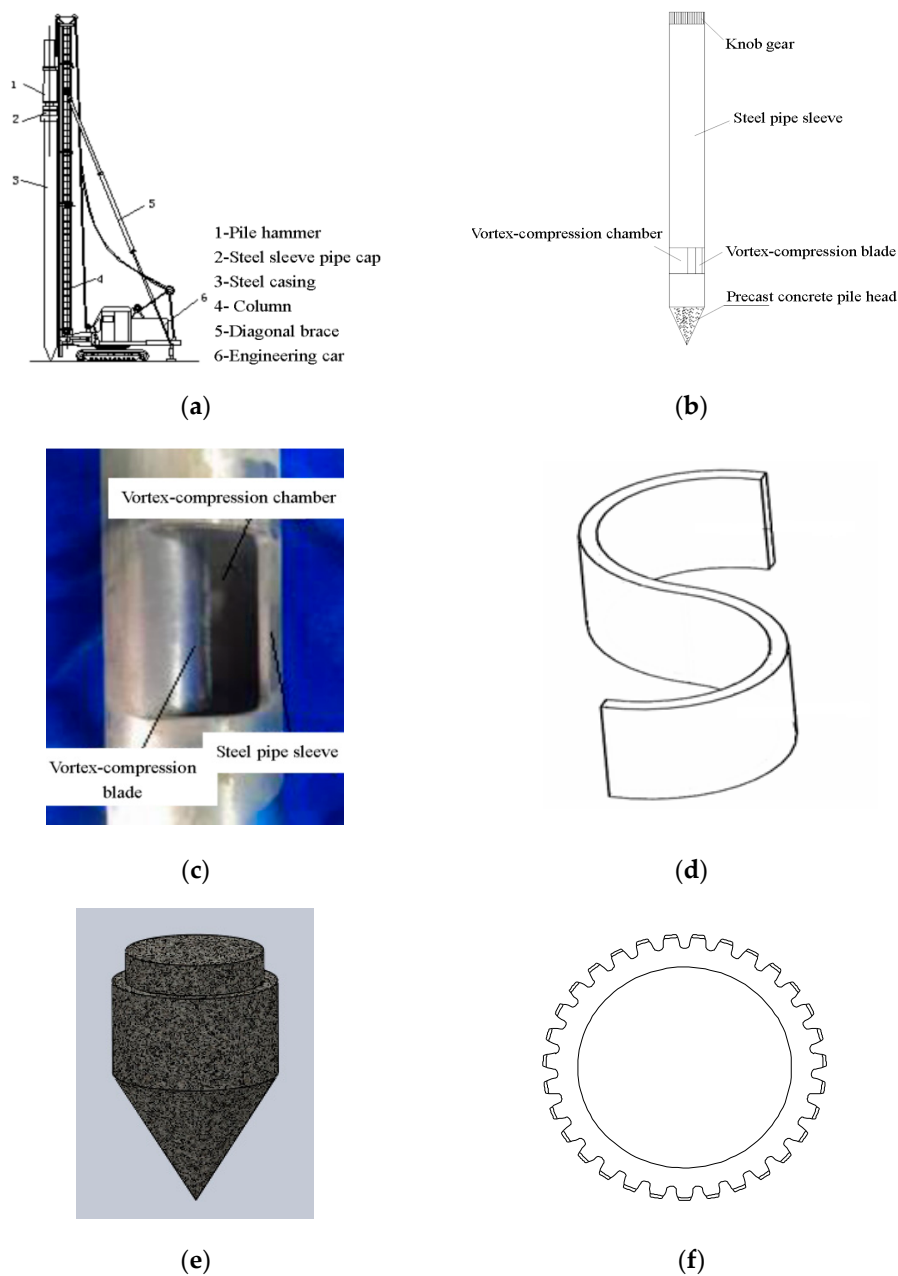 1
2
3
4
5
6
1-Pile hammer
2-Steel sleeve pipe cap
3-Steel casing
4- Column
5-Diagonal brace
6-Engineering car
(a)
Knob gear
Steel pipe sleeve
Vortex-compression chamber
Vortex-compression blade
Precast concrete pile head
(b)
Vortex-compression chamber
Steel pipe sleeve
Vortex-compression
blade
(c)
(d)
(e)
(f)